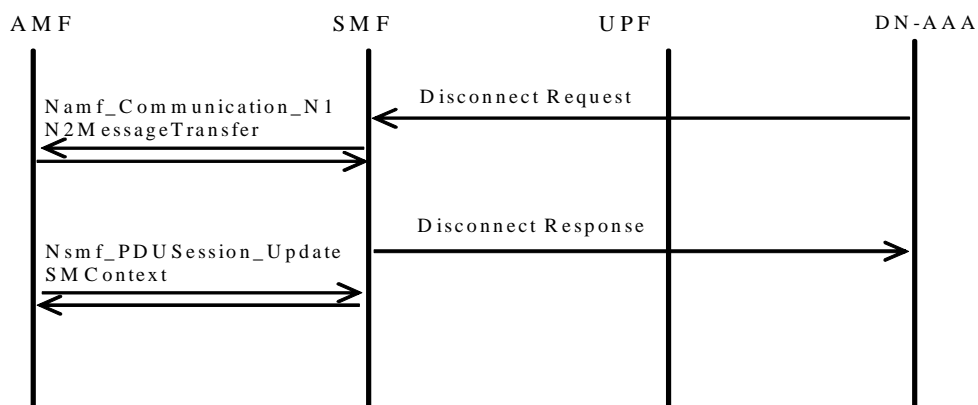 AMF SMF UPF DN-AAA
Disconnect Request
Namf_Communication_N1
N2MessageTransfer
Disconnect Response
Nsmf_PDUSession_Update
SMContext